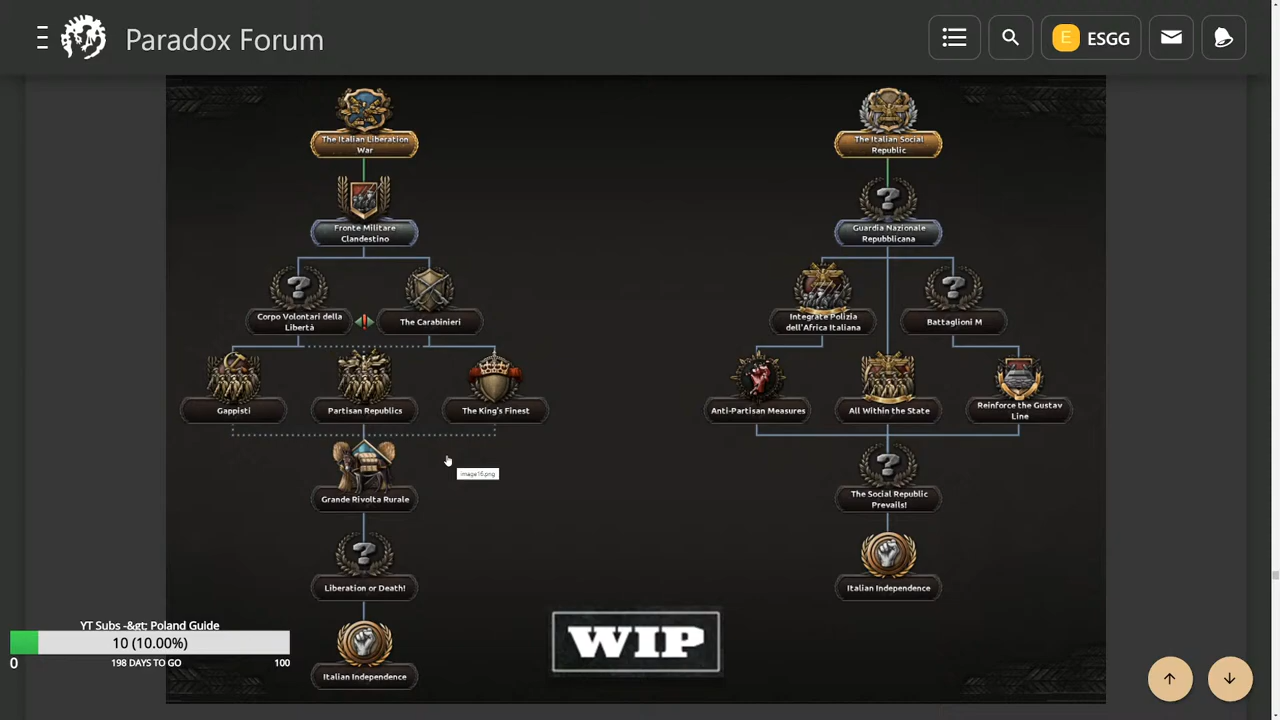 Paradox Forum
E
ESGG
The Italian Liberation
War
The Italian Social
Republic
Fronte Militare
Clandestino
Guardia Nazionale
Repubblicana
Corpo Volontari della
Libertà
The Carabinieri
Integrate Polizia
dell'Africa Italiana
Battaglioni M
Gappisti
Partisan Republics
The King's Finest
Anti-Partisan Measures
All Within the State
Reinforce the Gustav
Line
image16.png
Grande Rivolta Rurale
The Social Republic
Prevails!
Liberation or Death!
Italian Independence
Italian Independence
WIP
YT Subs -&gt; Poland Guide
10 (10.00%)
0
198 DAYS TO GO
100